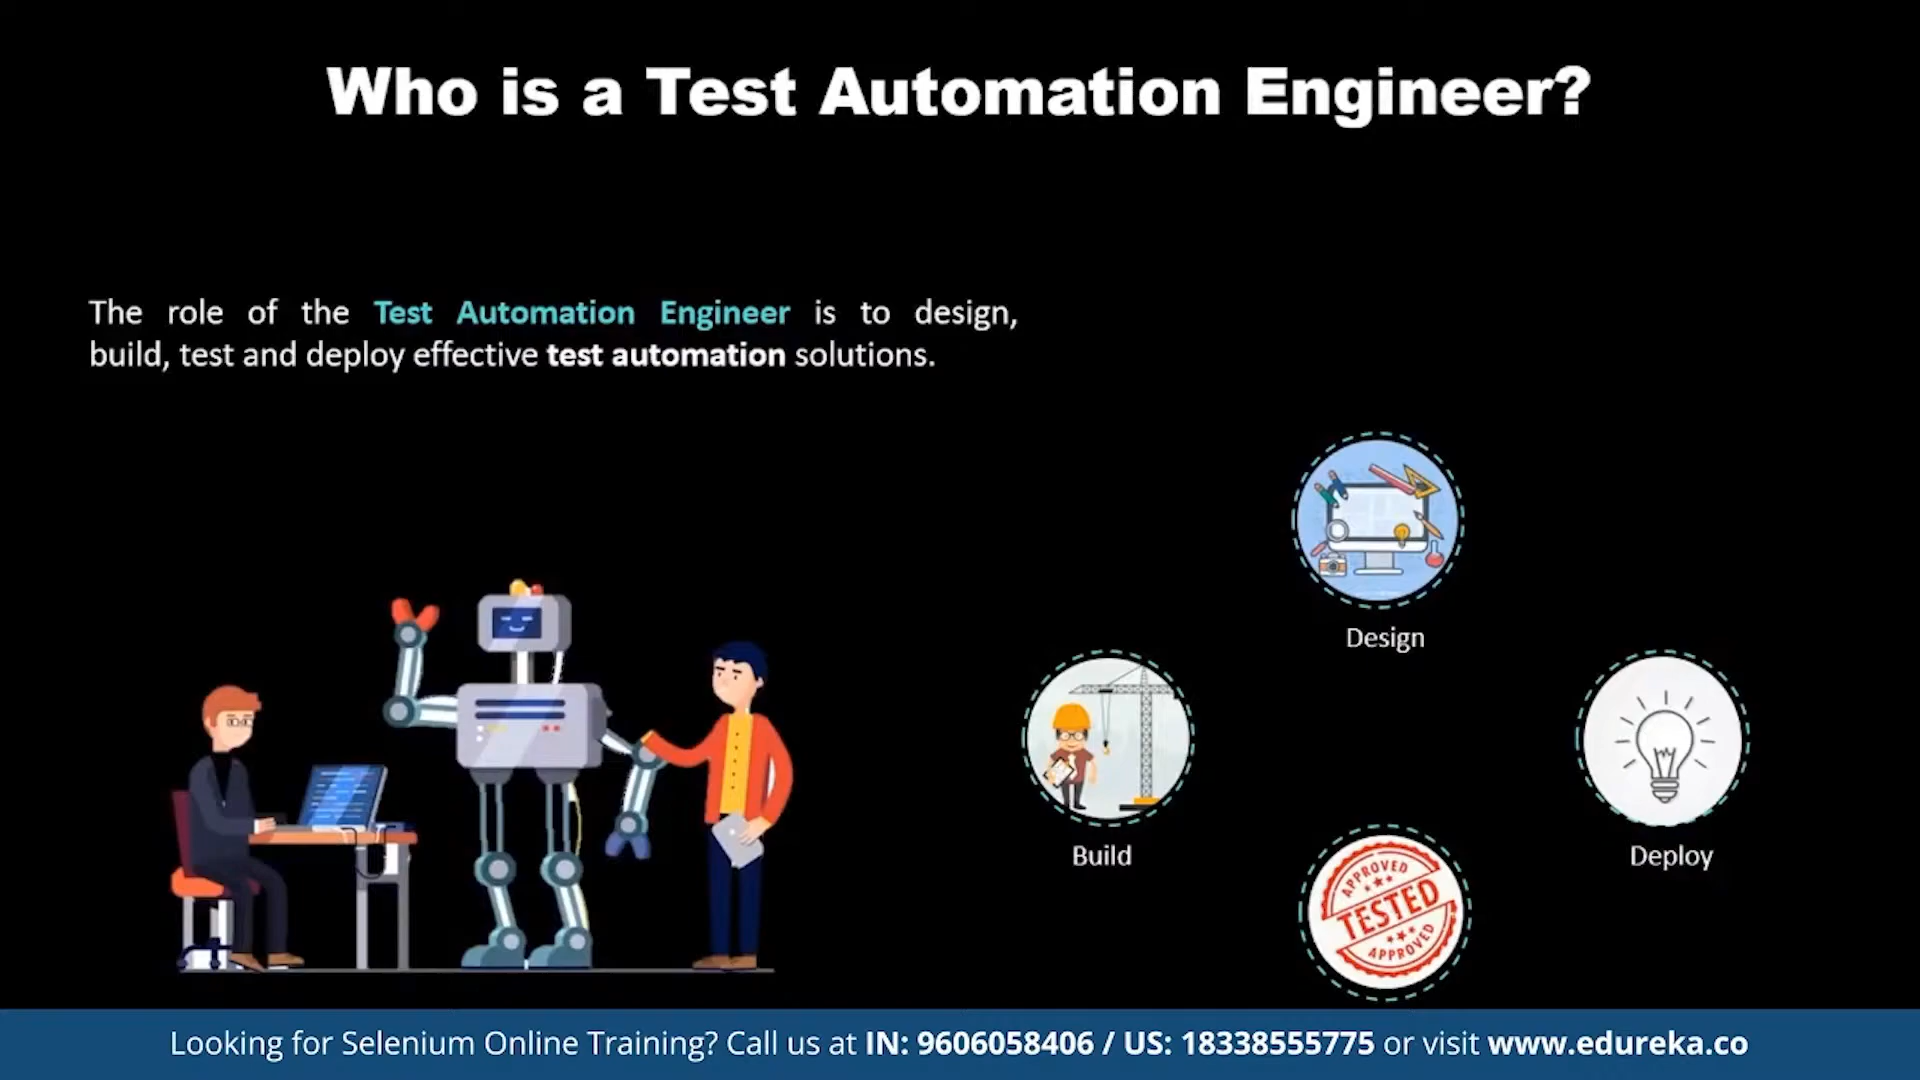 Who is a Test Automation Engineer?
The role of the Test Automation Engineer is to design,
build, test and deploy effective test automation solutions.
Design
Build
Deploy
APPROVED
TESTED
APPROVED
Looking for Selenium Online Training? Call us at IN: 9606058406 / US: 18338555775 or visit www.edureka.co